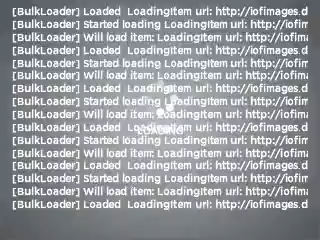 [BulkLoader] Loaded LoadingItem url: http://iofimages.d
[BulkLoader] Started loading LoadingItem url: http://iofim
[BulkLoader] Will load item: LoadingItem url: http://iofima
[BulkLoader] Loaded LoadingItem url: http://iofimages.d
[BulkLoader] Started loading LoadingItem url: http://iofim
[BulkLoader] Will load item: LoadingItem url: http://iofima
[BulkLoader] Loaded LoadingItem url: http://iofimages.d
[BulkLoader] Started loading LoadingItem url: http://iofim
[BulkLoader] Will load item: LoadingItem url: http://iofima
[BulkLoader] Loaded LoadingItem url: http://iofimages.d
LOADING
[BulkLoader] Started loading LoadingItem url: http://iofim
[BulkLoader] Will load item: LoadingItem url: http://iofima
[BulkLoader] Loaded LoadingItem url: http://iofimages.d
[BulkLoader] Started loading LoadingItem url: http://iofim
[BulkLoader] Will load item: LoadingItem url: http://iofima
[BulkLoader] Loaded LoadingItem url: http://iofimages.d